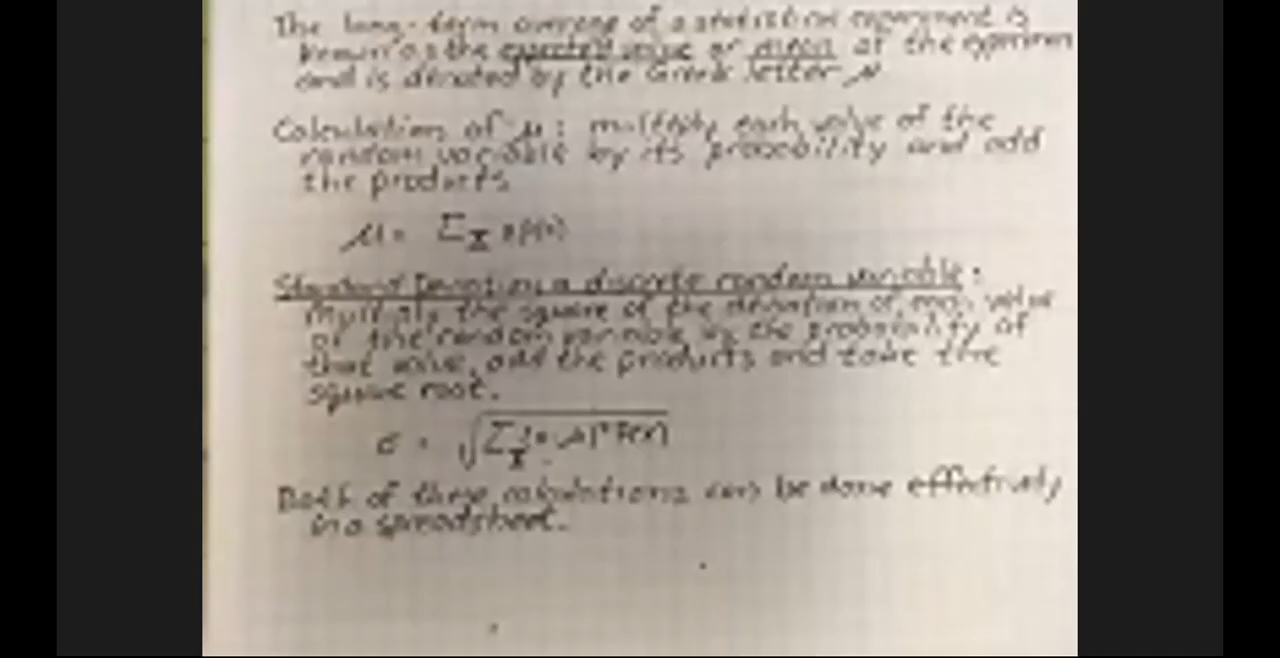 The long-term average of a statistical experiment is
known as the expected value or mean of the experiment
and is denoted by the Greek letter μ
Calculation of μ: multiply each value of the
random variable by its probability and add
the products
μ = Σ_X x P(x)
Standard Deviation a discrete random variable:
Multiply the square of the deviation of each value
of the random variable by the probability of
that value, add the products and take the
square root.
σ = √Σ_X (x-μ)² P(x)
Both of these calculations can be done effectively
in a spreadsheet.